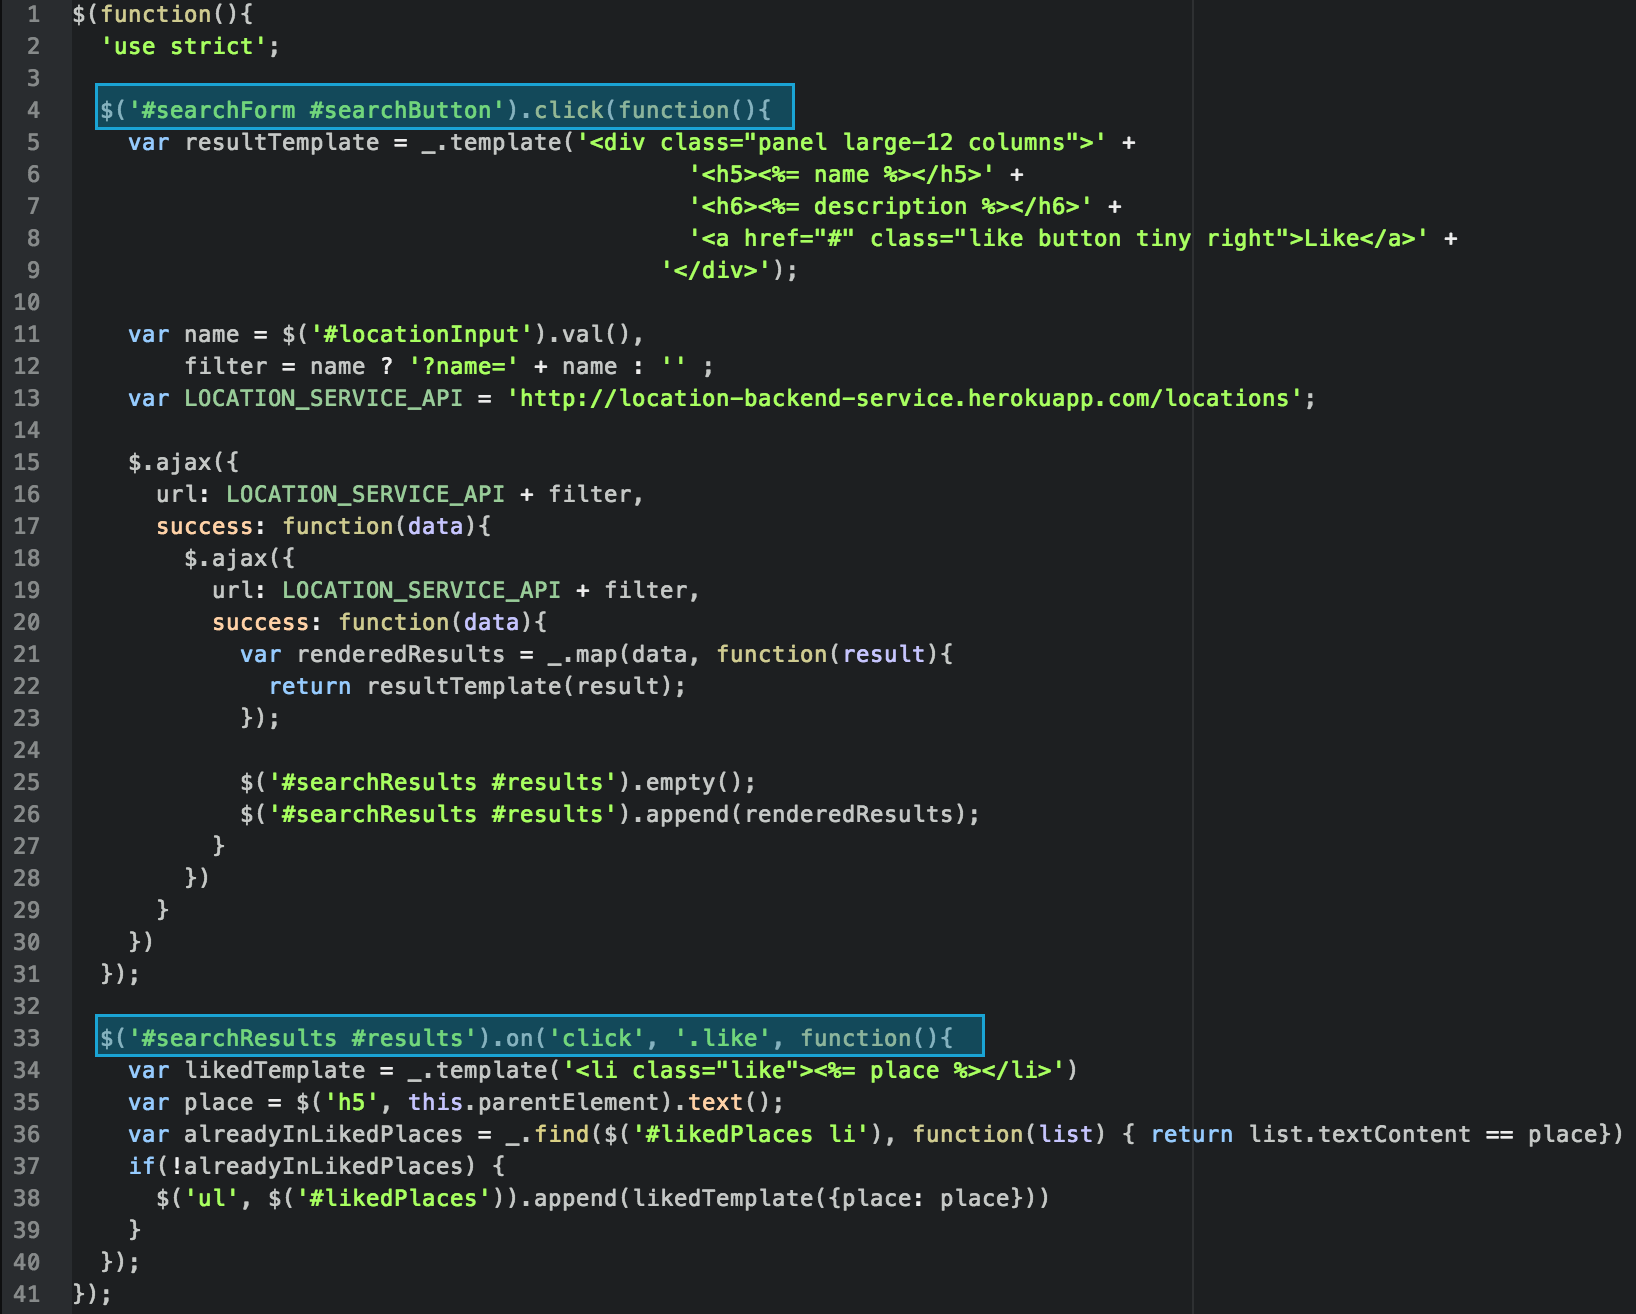 1 $(function(){
2   'use strict';
3
4   $('#searchForm #searchButton').click(function(){
5     var resultTemplate = _.template('<div class="panel large-12 columns">' +
6                                             '<h5><%= name %></h5>' +
7                                             '<h6><%= description %></h6>' +
8                                             '<a href="#" class="like button tiny right">Like</a>' +
9                                           '</div>');
10
11     var name = $('#locationInput').val(),
12         filter = name ? '?name=' + name : '' ;
13     var LOCATION_SERVICE_API = 'http://location-backend-service.herokuapp.com/locations';
14
15     $.ajax({
16       url: LOCATION_SERVICE_API + filter,
17       success: function(data){
18         $.ajax({
19           url: LOCATION_SERVICE_API + filter,
20           success: function(data){
21             var renderedResults = _.map(data, function(result){
22               return resultTemplate(result);
23             });
24
25             $('#searchResults #results').empty();
26             $('#searchResults #results').append(renderedResults);
27           }
28         })
29       }
30     })
31   });
32
33   $('#searchResults #results').on('click', '.like', function(){
34     var likedTemplate = _.template('<li class="like"><%= place %></li>')
35     var place = $('h5', this.parentElement).text();
36     var alreadyInLikedPlaces = _.find($('#likedPlaces li'), function(list) { return list.textContent == place})
37     if(!alreadyInLikedPlaces) {
38       $('ul', $('#likedPlaces')).append(likedTemplate({place: place}))
39     }
40   });
41 });